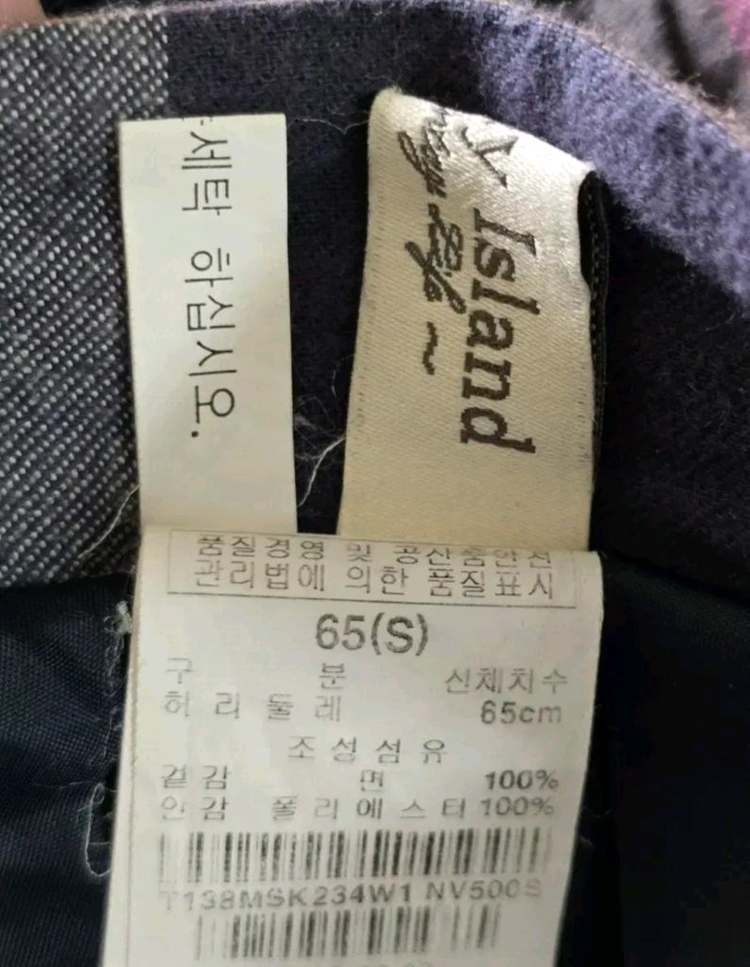 세탁 하십시오.
y Island
Life ~
품질경영 및 공산품안전
관리법에 의한 품질표시
65(S)
구 분 신체치수
허리둘레 65cm
조성섬유
겉감 면 100%
안감 폴리에스터 100%
T138MSK234W1 NV500S